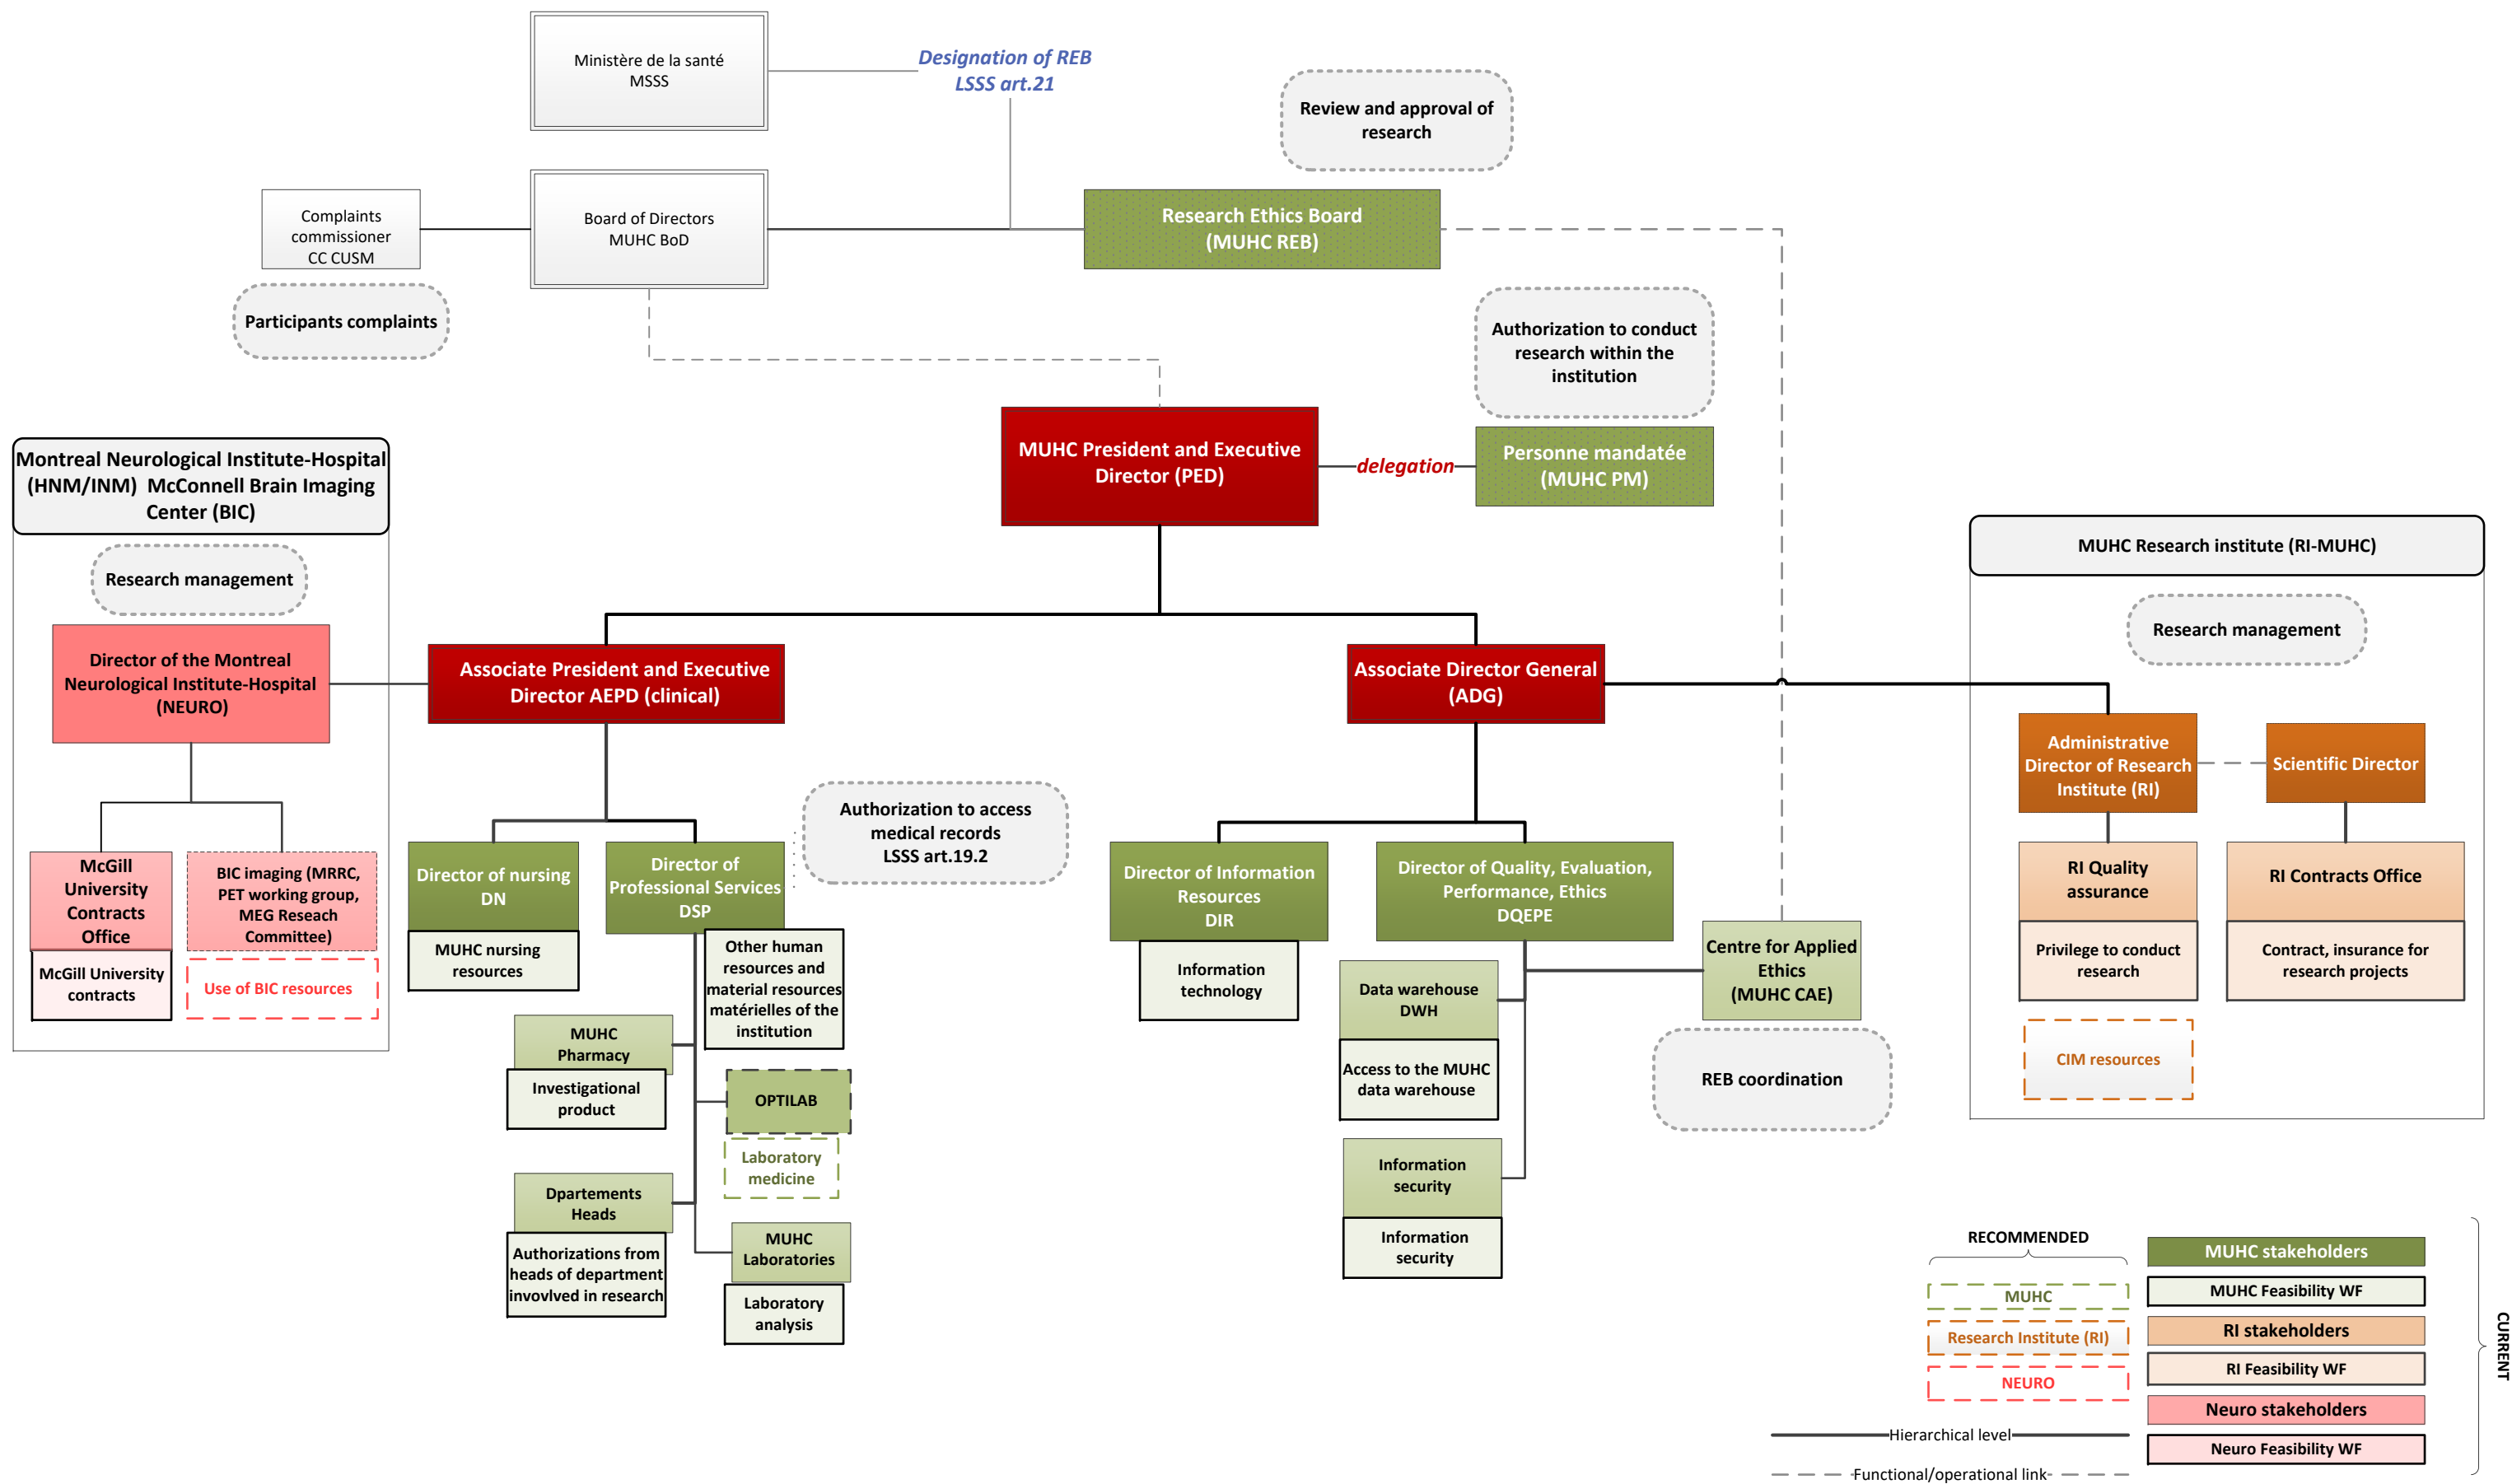 Ministère de la santé
MSSS
Designation of REB
LSSS art.21
Review and approval of
research
Complaints
commissioner
CC CUSM
Board of Directors
MUHC BoD
Research Ethics Board
(MUHC REB)
Participants complaints
Authorization to conduct
research within the
institution
MUHC President and Executive
Director (PED)
delegation
Personne mandatée
(MUHC PM)
Montreal Neurological Institute-Hospital
(HNM/INM) McConnell Brain Imaging
Center (BIC)
Research management
Director of the Montreal
Neurological Institute-Hospital
(NEURO)
McGill
University
Contracts
Office
McGill University
contracts
BIC imaging (MRRC,
PET working group,
MEG Reseach
Committee)
Use of BIC resources
Associate President and Executive
Director AEPD (clinical)
Associate Director General
(ADG)
Authorization to access
medical records
LSSS art.19.2
Director of nursing
DN
MUHC nursing
resources
Director of
Professional Services
DSP
Other human
resources and
material resources
matérielles of the
institution
MUHC
Pharmacy
Investigational
product
OPTILAB
Laboratory
medicine
Dpartements
Heads
Authorizations from
heads of department
invovlved in research
MUHC
Laboratories
Laboratory
analysis
Director of Information
Resources
DIR
Information
technology
Director of Quality, Evaluation,
Performance, Ethics
DQEPE
Data warehouse
DWH
Access to the MUHC
data warehouse
Information
security
Information
security
Centre for Applied
Ethics
(MUHC CAE)
REB coordination
MUHC Research institute (RI-MUHC)
Research management
Administrative
Director of Research
Institute (RI)
Scientific Director
RI Quality
assurance
Privilege to conduct
research
CIM resources
RI Contracts Office
Contract, insurance for
research projects
RECOMMENDED
MUHC
Research Institute (RI)
NEURO
MUHC stakeholders
MUHC Feasibility WF
RI stakeholders
RI Feasibility WF
Neuro stakeholders
Neuro Feasibility WF
CURRENT
Hierarchical level
Functional/operational link